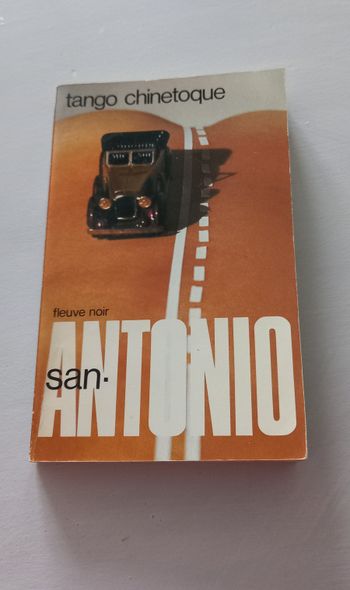 tango chinetoque
fleuve noir
san-
ANTONIO